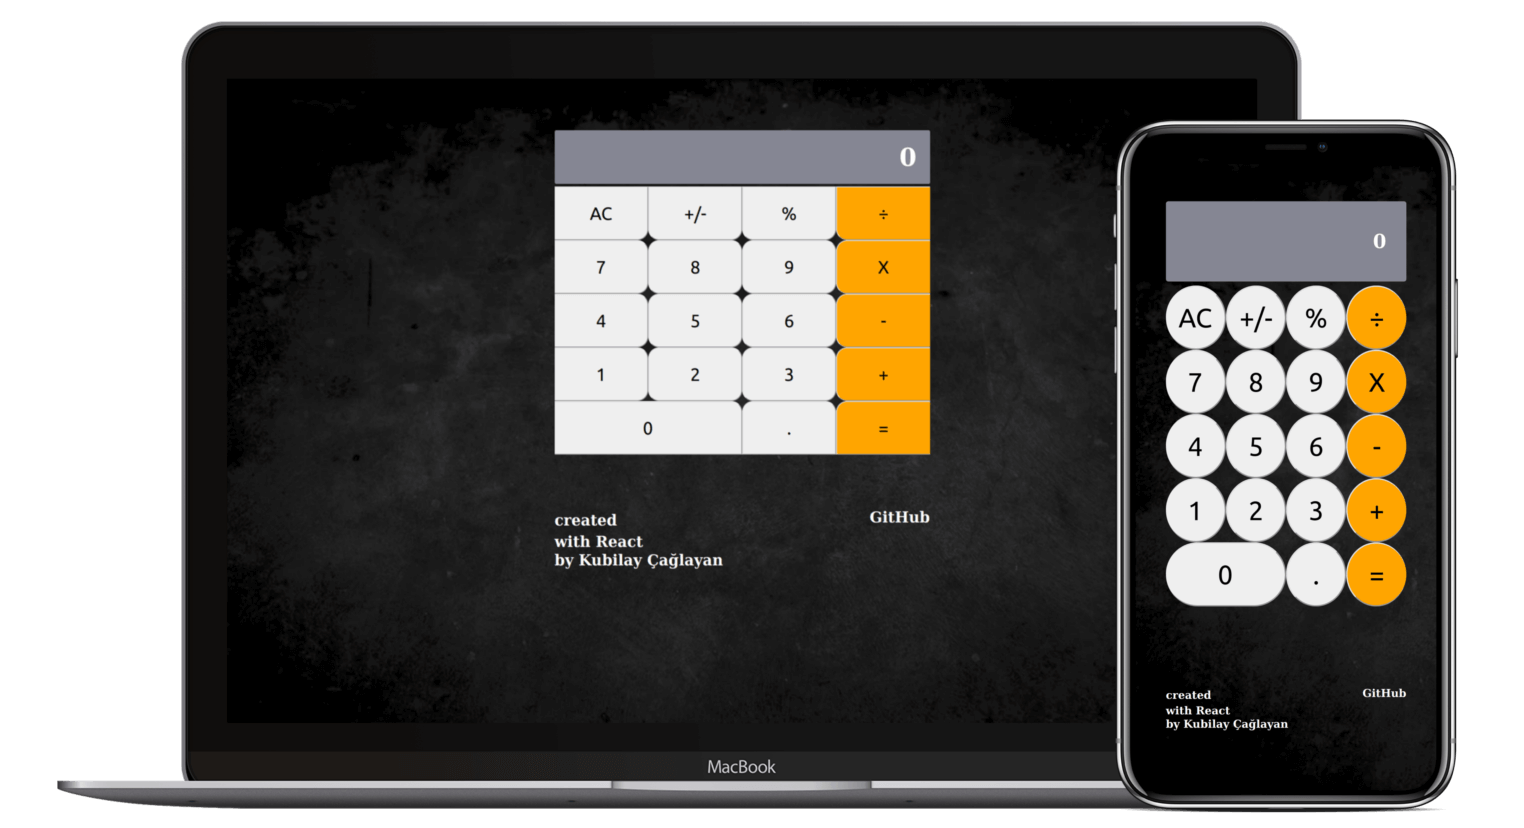 0
AC +/- % ÷
7 8 9 X
4 5 6 -
1 2 3 +
0 . =
created
with React
by Kubilay Çağlayan
GitHub
MacBook
0
AC +/- % ÷
7 8 9 X
4 5 6 -
1 2 3 +
0 . =
created
with React
by Kubilay Çağlayan
GitHub